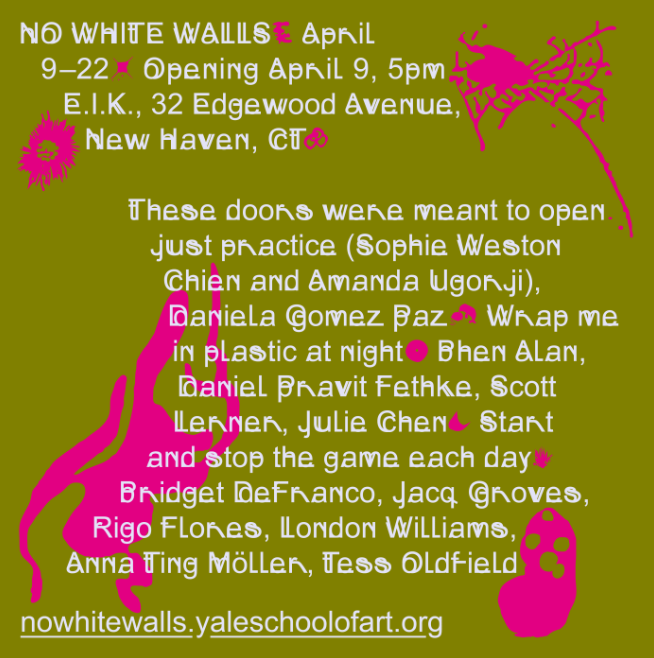 NO WHITE WALLS April
9–22 Opening April 9, 5pm
E.I.K., 32 Edgewood Avenue,
New Haven, CT
These doors were meant to open
just practice (Sophie Weston
Chien and Amanda Ugorji),
Daniela Gomez Paz Wrap me
in plastic at night Bhen Alan,
Daniel Pravit Fethke, Scott
Lerner, Julie Chen Start
and stop the game each day
Bridget DeFranco, Jacq Groves,
Rigo Flores, London Williams,
Anna Ting Möller, Tess Oldfield
nowhitewalls.yaleschoolofart.org